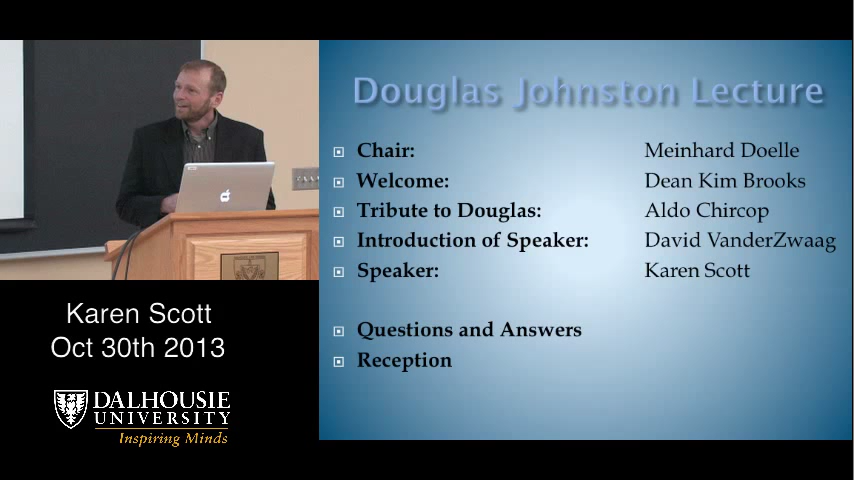 Douglas Johnston Lecture
Chair: Meinhard Doelle
Welcome: Dean Kim Brooks
Tribute to Douglas: Aldo Chircop
Introduction of Speaker: David VanderZwaag
Speaker: Karen Scott
Questions and Answers
Reception
Karen Scott
Oct 30th 2013
DALHOUSIE
UNIVERSITY
Inspiring Minds